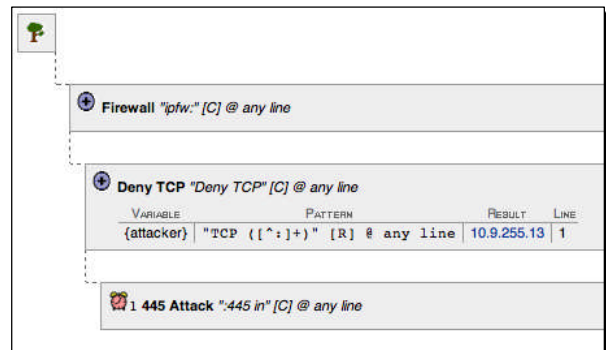 Firewall "ipfw:" [C] @ any line
Deny TCP "Deny TCP" [C] @ any line
VARIABLE PATTERN RESULT LINE
{attacker} "TCP ([^:]+)" [R] @ any line 10.9.255.13 1
1 445 Attack ":445 in" [C] @ any line